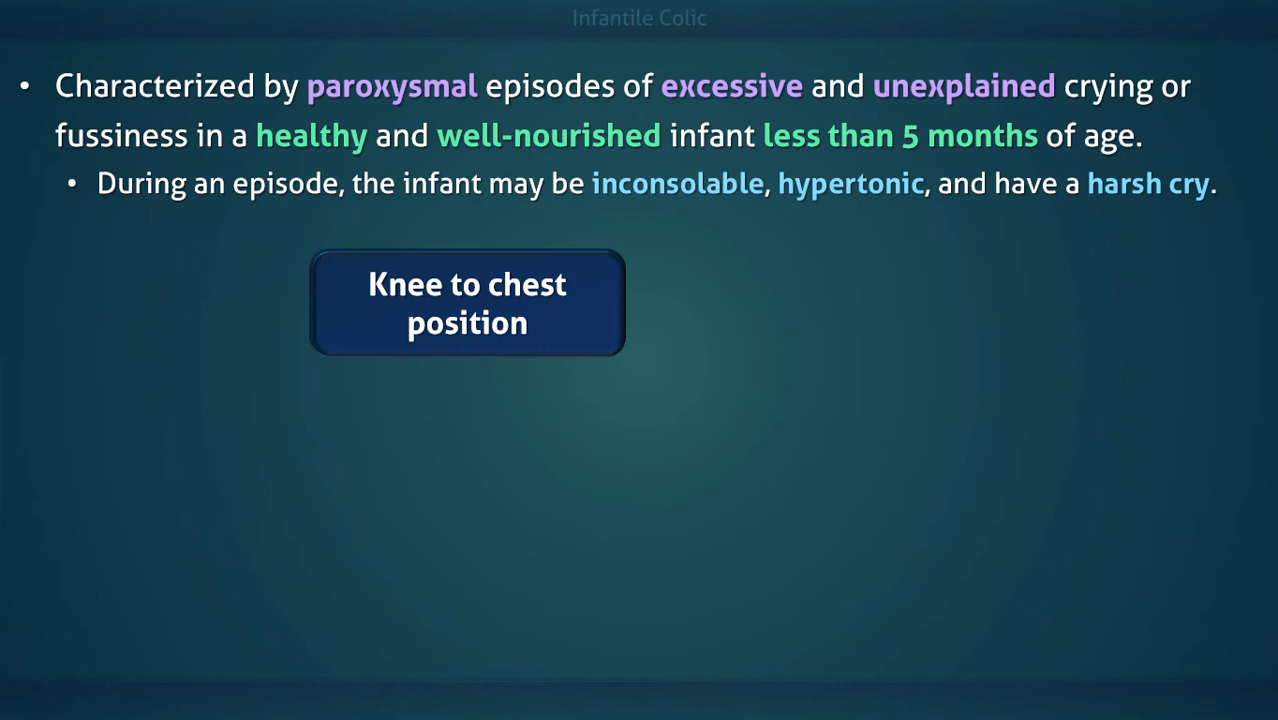 Infantile Colic
• Characterized by paroxysmal episodes of excessive and unexplained crying or
fussiness in a healthy and well-nourished infant less than 5 months of age.
• During an episode, the infant may be inconsolable, hypertonic, and have a harsh cry.
Knee to chest
position